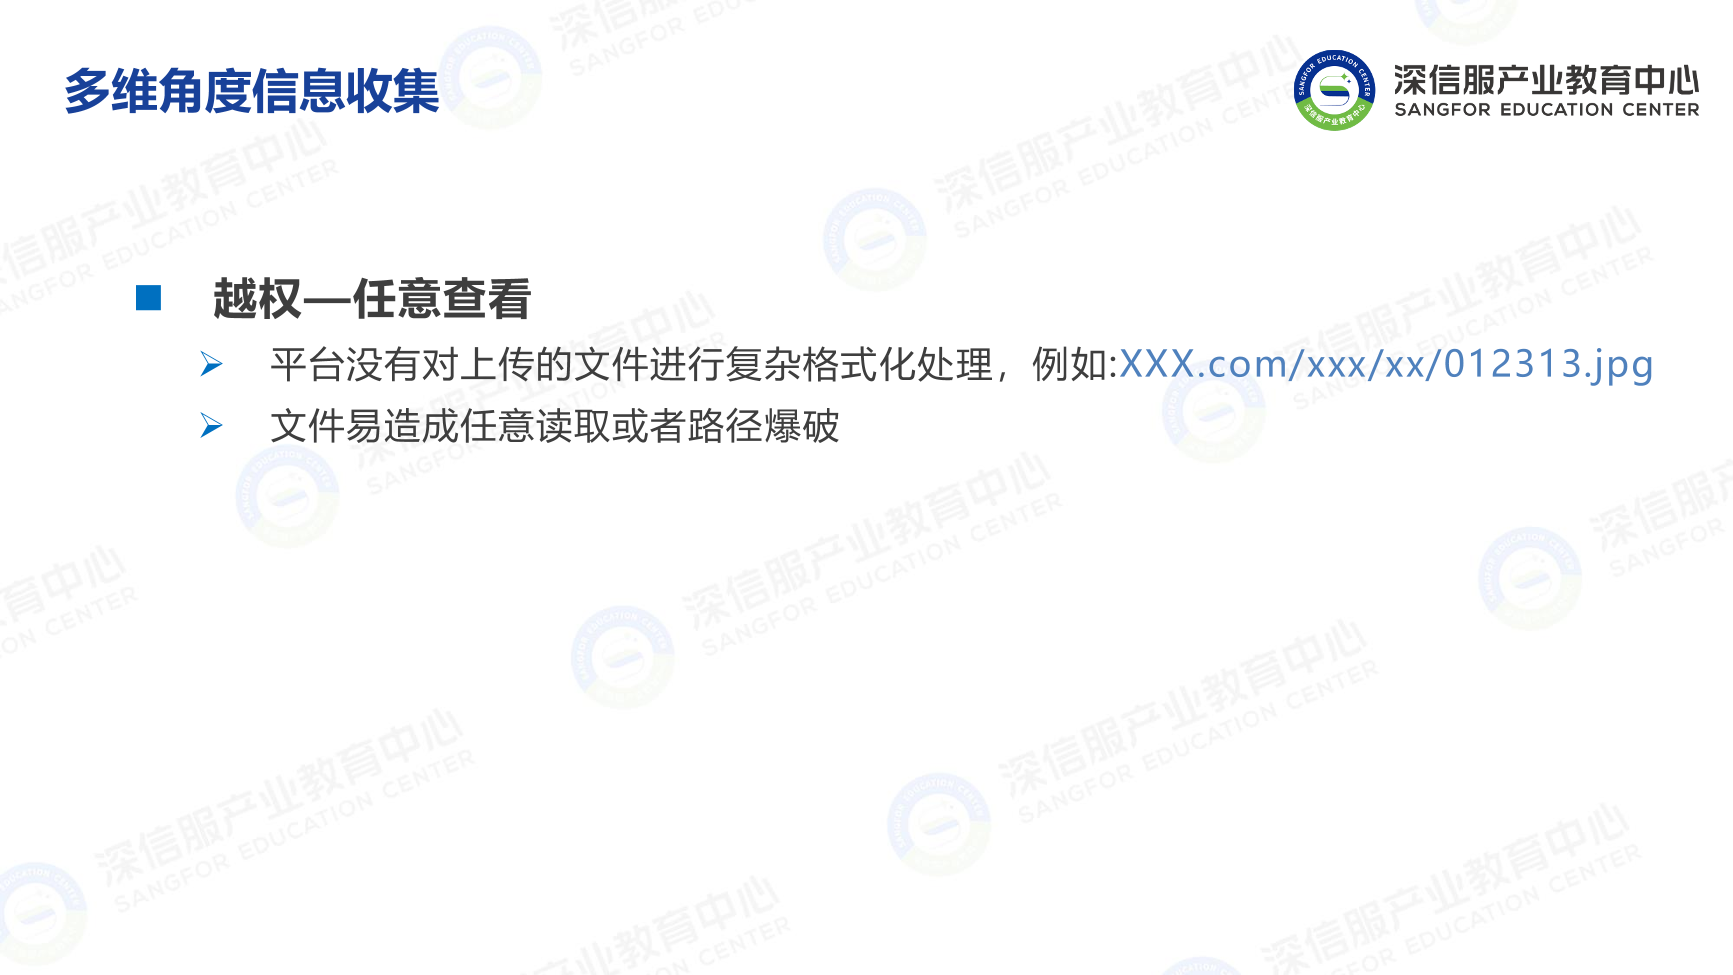 多维角度信息收集
深信服产业教育中心
SANGFOR EDUCATION CENTER
越权—任意查看
平台没有对上传的文件进行复杂格式化处理，例如:XXX.com/xxx/xx/012313.jpg
文件易造成任意读取或者路径爆破